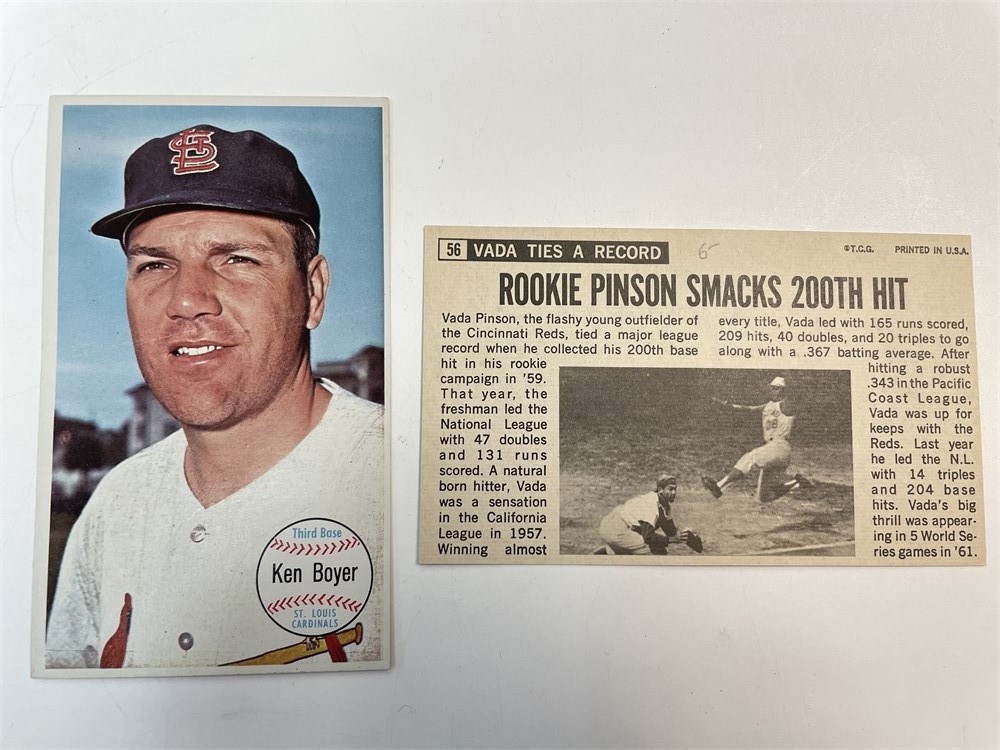 STL
Third Base
Ken Boyer
ST. LOUIS
CARDINALS
56 VADA TIES A RECORD 6 ©T.C.G. PRINTED IN U.S.A.
ROOKIE PINSON SMACKS 200TH HIT
Vada Pinson, the flashy young outfielder of
the Cincinnati Reds, tied a major league
record when he collected his 200th base
hit in his rookie
campaign in '59.
That year, the
freshman led the
National League
with 47 doubles
and 131 runs
scored. A natural
born hitter, Vada
was a sensation
in the California
League in 1957.
Winning almost
every title, Vada led with 165 runs scored,
209 hits, 40 doubles, and 20 triples to go
along with a .367 batting average. After
hitting a robust
.343 in the Pacific
Coast League,
Vada was up for
keeps with the
Reds. Last year
he led the N.L.
with 14 triples
and 204 base
hits. Vada's big
thrill was appear-
ing in 5 World Se-
ries games in '61.